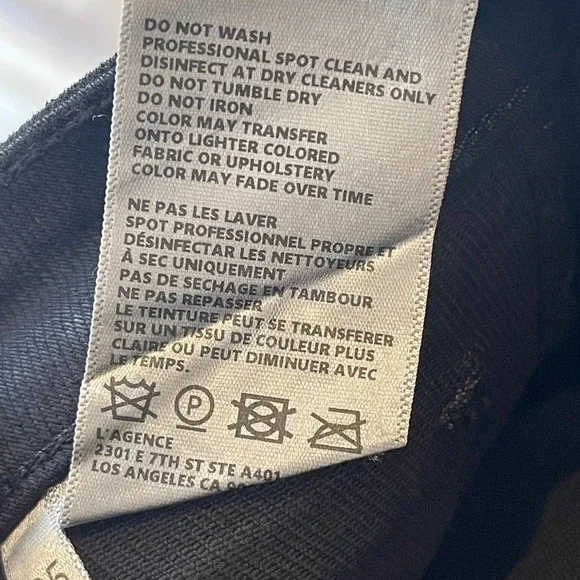 DO NOT WASH
PROFESSIONAL SPOT CLEAN AND
DISINFECT AT DRY CLEANERS ONLY
DO NOT TUMBLE DRY
DO NOT IRON
COLOR MAY TRANSFER
ONTO LIGHTER COLORED
FABRIC OR UPHOLSTERY
COLOR MAY FADE OVER TIME
NE PAS LES LAVER
SPOT PROFESSIONNEL PROPRE ET
DÉSINFECTAR LES NETTOYEURS
À SEC UNIQUEMENT
PAS DE SECHAGE EN TAMBOUR
NE PAS REPASSER
LE TEINTURE PEUT SE TRANSFERER
SUR UN TISSU DE COULEUR PLUS
CLAIRE OU PEUT DIMINUER AVEC
LE TEMPS.
P
L'AGENCE
2301 E 7TH ST STE A401
LOS ANGELES CA